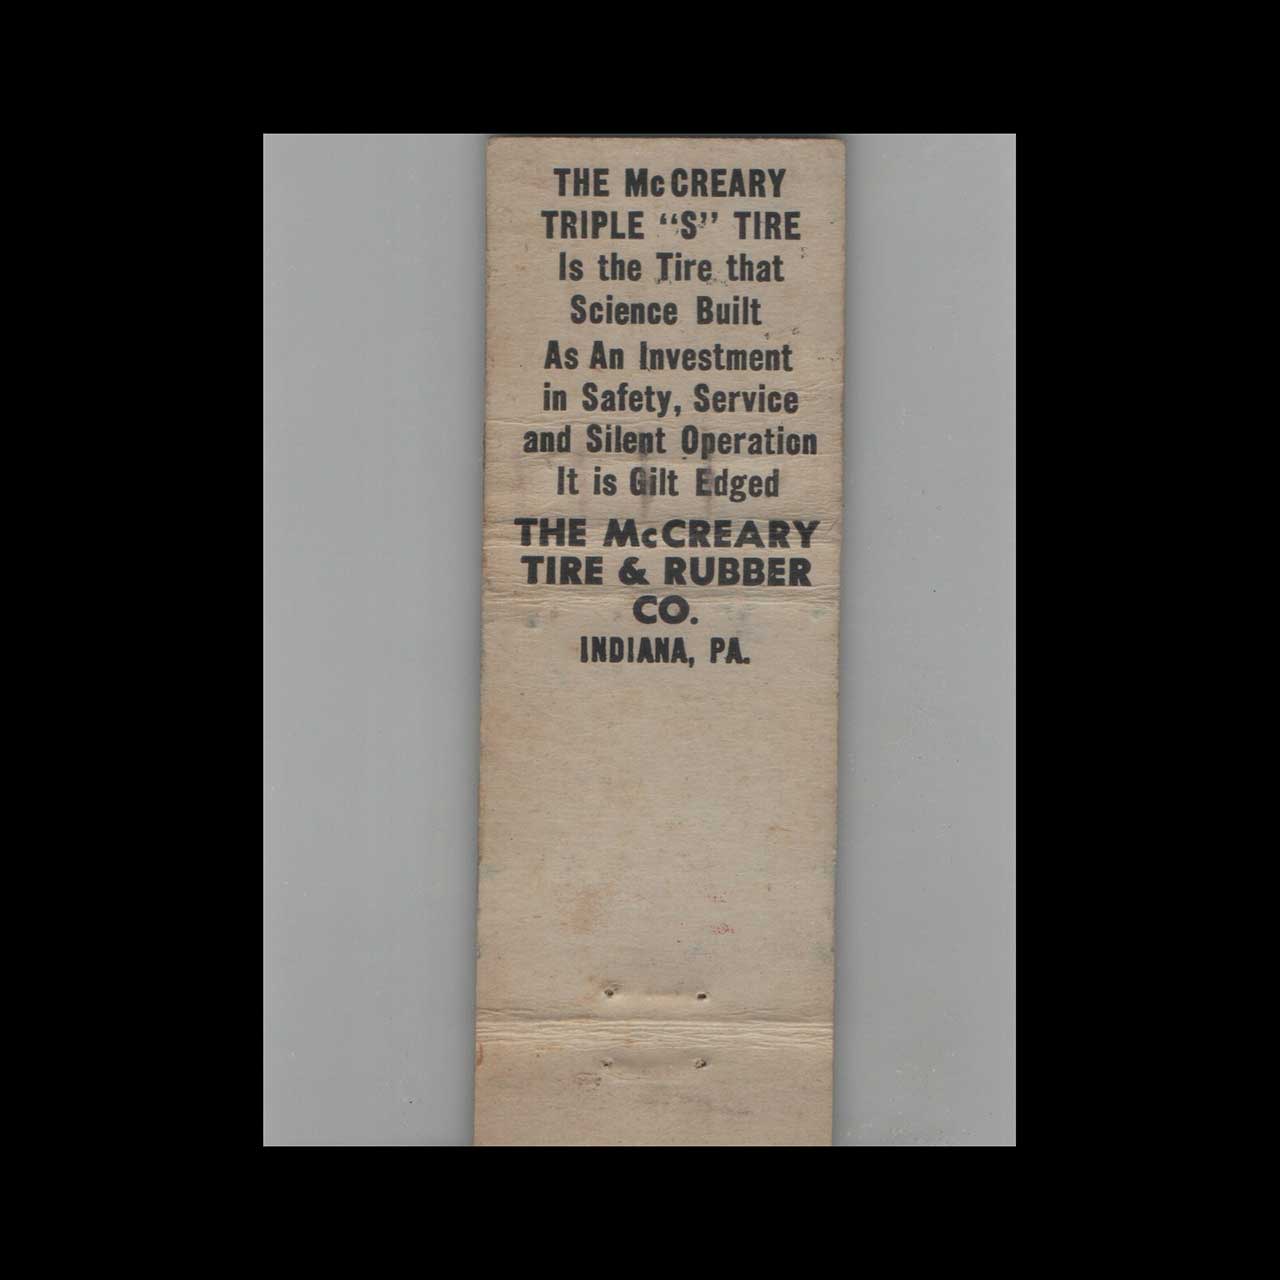 THE McCREARY
TRIPLE "S" TIRE
Is the Tire that
Science Built
As An Investment
in Safety, Service
and Silent Operation
It is Gilt Edged
THE McCREARY
TIRE & RUBBER
CO.
INDIANA, PA.